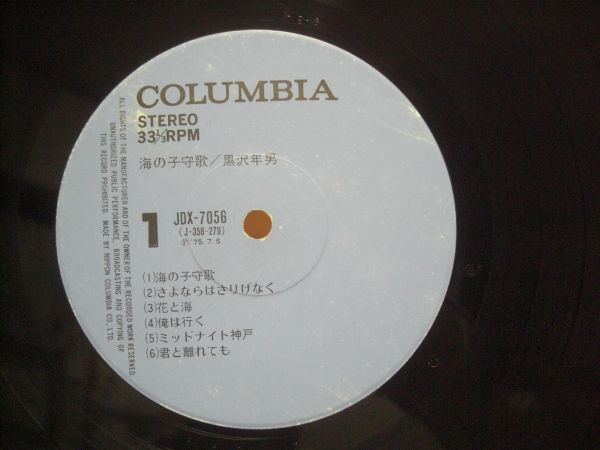 COLUMBIA
STEREO
33⅓RPM
海の子守歌／黒沢年男
1
JDX-7056
(J-35B-279)
Ⓟ'75.7.5
(1)海の子守歌
(2)さよならはさりげなく
(3)花と海
(4)俺は行く
(5)ミッドナイト神戸
(6)君と離れても
ALL RIGHTS OF THE MANUFACTURER AND OF THE OWNER OF THE RECORDED WORK RESERVED.
UNAUTHORIZED PUBLIC PERFORMANCE, BROADCASTING AND COPYING OF
THIS RECORD PROHIBITED. MADE BY NIPPON COLUMBIA CO., LTD.